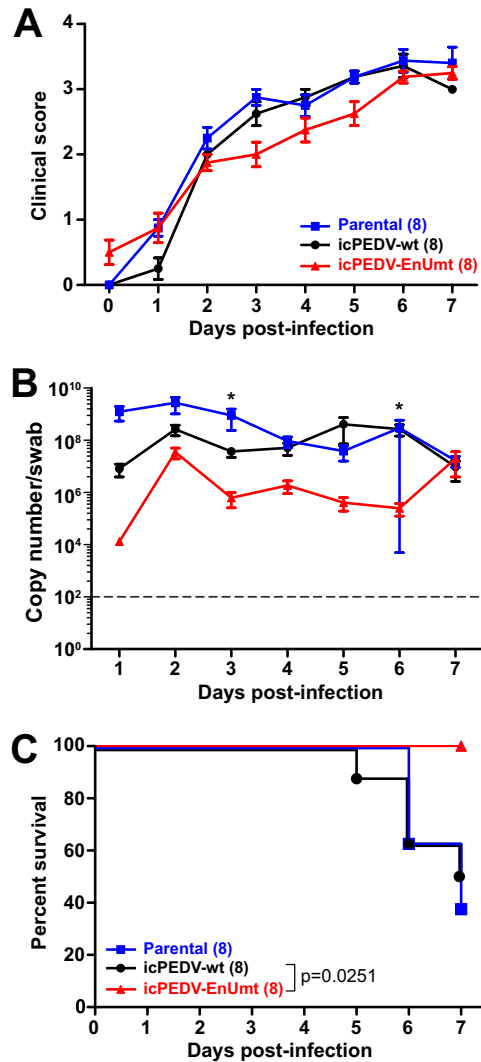 A
4
3
2
1
0
Clinical score
Parental (8)
icPEDV-wt (8)
icPEDV-EnUmt (8)
0 1 2 3 4 5 6 7
Days post-infection
B
10¹⁰
10⁸
10⁶
10⁴
10²
10⁰
Copy number/swab
* *
1 2 3 4 5 6 7
Days post-infection
C
100
80
60
40
20
0
Percent survival
Parental (8)
icPEDV-wt (8)
icPEDV-EnUmt (8)
p=0.0251
0 1 2 3 4 5 6 7
Days post-infection